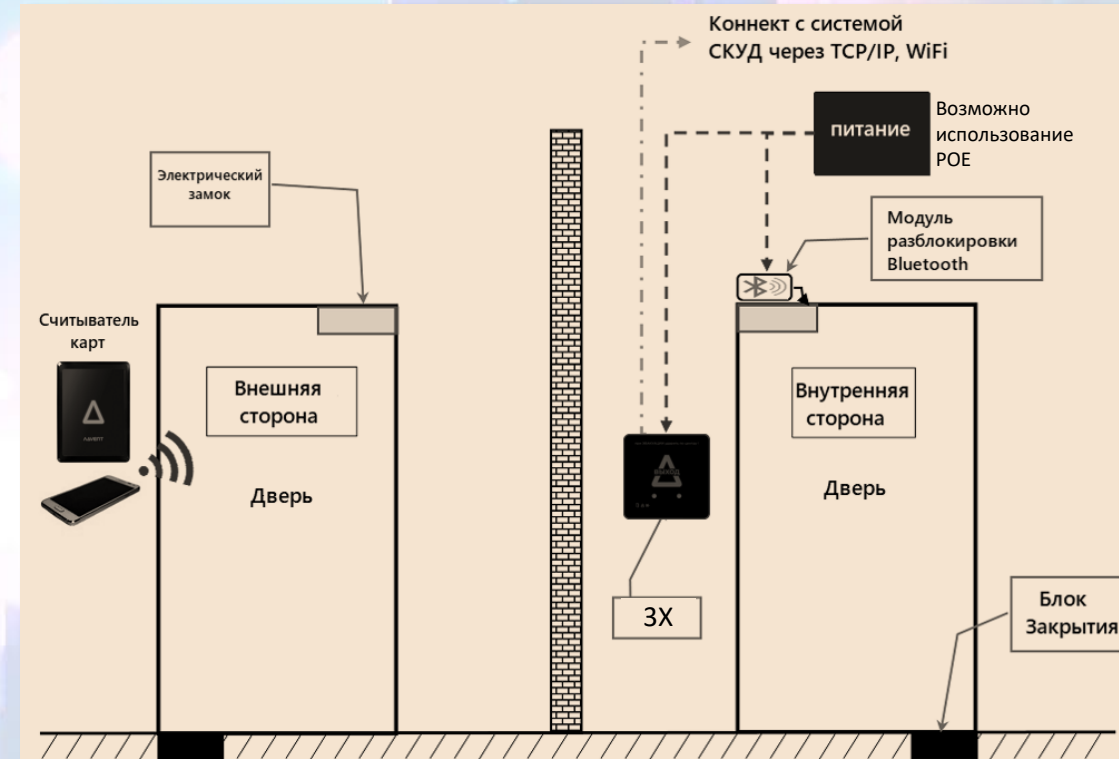 Коннект с системой
СКУД через TCP/IP, WiFi
питание
Возможно
использование
POE
Электрический
замок
Модуль
разблокировки
Bluetooth
Считыватель
карт
Внешняя
сторона
Внутренняя
сторона
Дверь
Дверь
3X
Блок
Закрытия